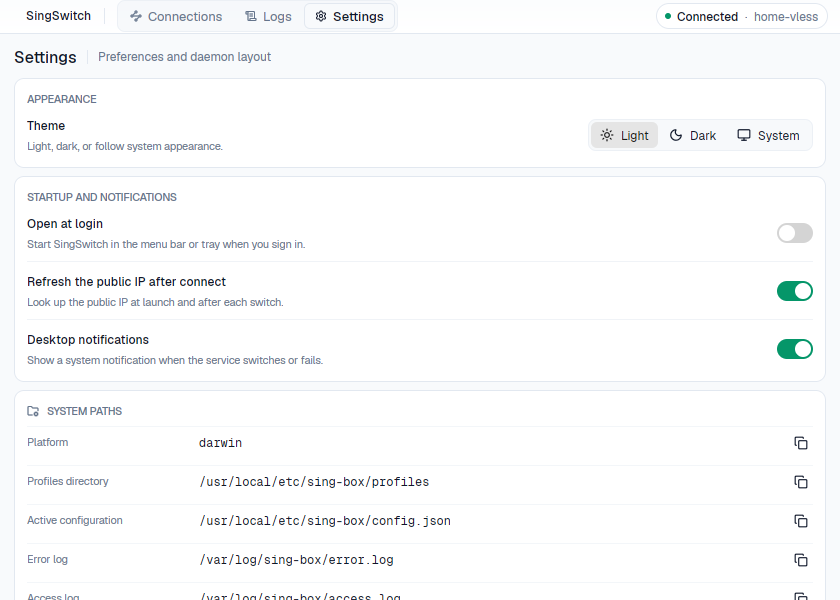 SingSwitch
Connections
Logs
Settings
Connected · home-vless
Settings
Preferences and daemon layout
APPEARANCE
Theme
Light, dark, or follow system appearance.
Light
Dark
System
STARTUP AND NOTIFICATIONS
Open at login
Start SingSwitch in the menu bar or tray when you sign in.
Refresh the public IP after connect
Look up the public IP at launch and after each switch.
Desktop notifications
Show a system notification when the service switches or fails.
SYSTEM PATHS
Platform darwin
Profiles directory /usr/local/etc/sing-box/profiles
Active configuration /usr/local/etc/sing-box/config.json
Error log /var/log/sing-box/error.log
Access log /var/log/sing-box/access.log